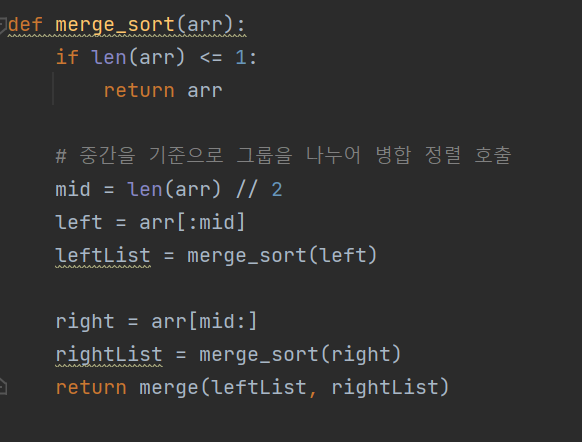 def merge_sort(arr):
    if len(arr) <= 1:
        return arr
    # 중간을 기준으로 그룹을 나누어 병합 정렬 호출
    mid = len(arr) // 2
    left = arr[:mid]
    leftList = merge_sort(left)
    right = arr[mid:]
    rightList = merge_sort(right)
    return merge(leftList, rightList)